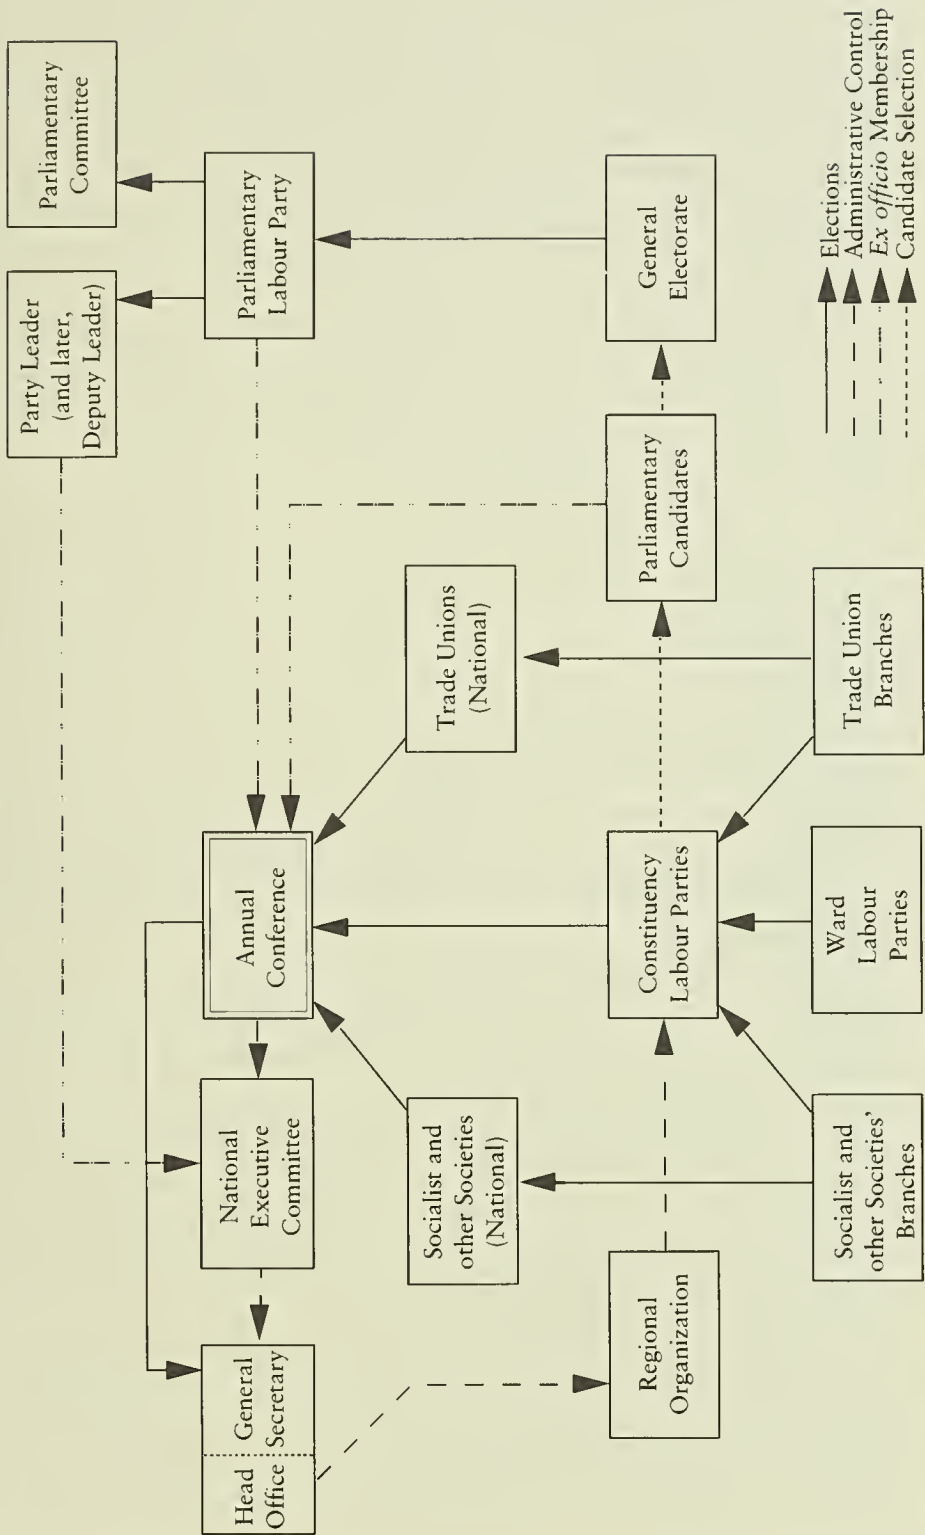 Head
Office
General
Secretary
National
Executive
Committee
Annual
Conference
Party Leader
(and later,
Deputy Leader)
Parliamentary
Committee
Parliamentary
Labour Party
Socialist and
other Societies
(National)
Trade Unions
(National)
Regional
Organization
Constituency
Labour Parties
Parliamentary
Candidates
General
Electorate
Socialist and
other Societies'
Branches
Ward
Labour
Parties
Trade Union
Branches
Elections
Administrative Control
Ex officio Membership
Candidate Selection